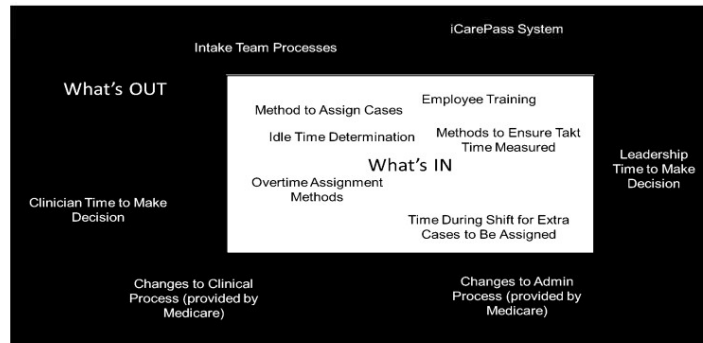 iCarePass System
Intake Team Processes
What's OUT
Employee Training
Method to Assign Cases
Idle Time Determination
Methods to Ensure Takt
Time Measured
What's IN
Leadership
Time to Make
Decision
Overtime Assignment
Methods
Clinician Time to Make
Decision
Time During Shift for Extra
Cases to Be Assigned
Changes to Clinical
Process (provided by
Medicare)
Changes to Admin
Process (provided by
Medicare)